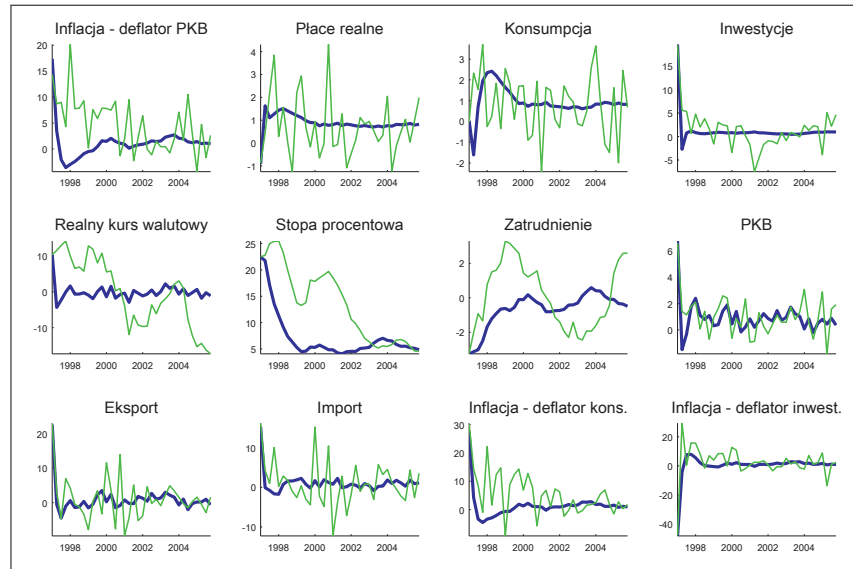 Inflacja - deflator PKB
20
10
0
1998 2000 2002 2004
Płace realne
4
3
2
1
0
-1
1998 2000 2002 2004
Konsumpcja
3
2
1
0
-1
-2
1998 2000 2002 2004
Inwestycje
15
10
5
0
-5
1998 2000 2002 2004
Realny kurs walutowy
10
0
-10
1998 2000 2002 2004
Stopa procentowa
25
20
15
10
5
1998 2000 2002 2004
Zatrudnienie
2
0
-2
1998 2000 2002 2004
PKB
6
4
2
0
1998 2000 2002 2004
Eksport
20
10
0
1998 2000 2002 2004
Import
10
0
-10
1998 2000 2002 2004
Inflacja - deflator kons.
30
20
10
0
1998 2000 2002 2004
Inflacja - deflator inwest.
20
0
-20
-40
1998 2000 2002 2004